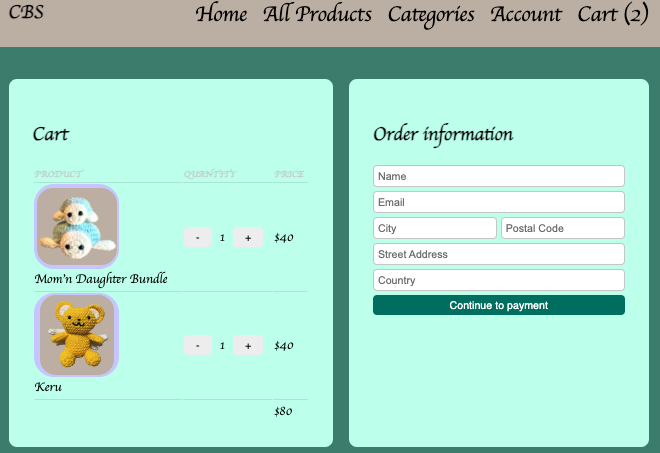 CBS Home All Products Categories Account Cart (2)
Cart
PRODUCT QUANTITY PRICE
- 1 + $40
Mom'n Daughter Bundle
- 1 + $40
Keru
$80
Order information
Name
Email
City Postal Code
Street Address
Country
Continue to payment